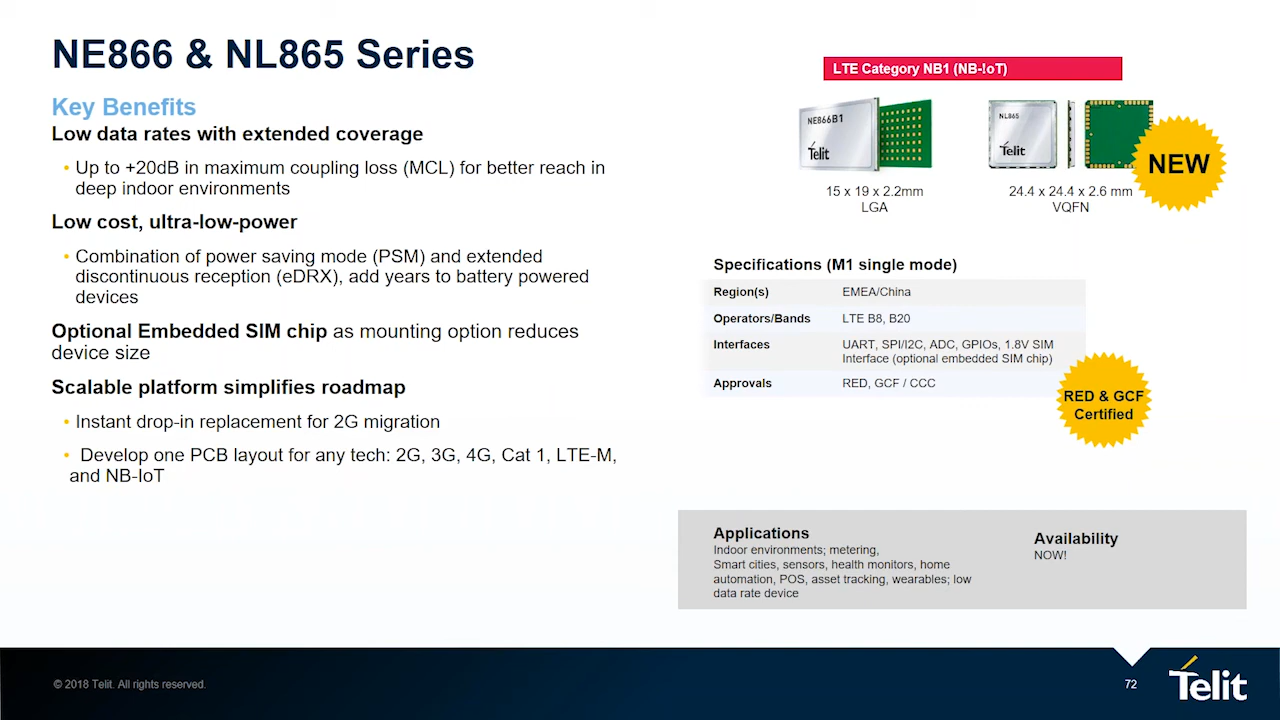 NE866 & NL865 Series
Key Benefits
Low data rates with extended coverage
• Up to +20dB in maximum coupling loss (MCL) for better reach in
deep indoor environments
Low cost, ultra-low-power
• Combination of power saving mode (PSM) and extended
discontinuous reception (eDRX), add years to battery powered
devices
Optional Embedded SIM chip as mounting option reduces
device size
Scalable platform simplifies roadmap
• Instant drop-in replacement for 2G migration
• Develop one PCB layout for any tech: 2G, 3G, 4G, Cat 1, LTE-M,
and NB-IoT
LTE Category NB1 (NB-IoT)
NE866B1
Telit
15 x 19 x 2.2mm
LGA
NL865
Telit
24.4 x 24.4 x 2.6 mm
VQFN
NEW
Specifications (M1 single mode)
Region(s) EMEA/China
Operators/Bands LTE B8, B20
Interfaces UART, SPI/I2C, ADC, GPIOs, 1.8V SIM
Interface (optional embedded SIM chip)
Approvals RED, GCF / CCC
RED & GCF
Certified
Applications
Indoor environments; metering,
Smart cities, sensors, health monitors, home
automation, POS, asset tracking, wearables; low
data rate device
Availability
NOW!
© 2018 Telit. All rights reserved.
72
Telit